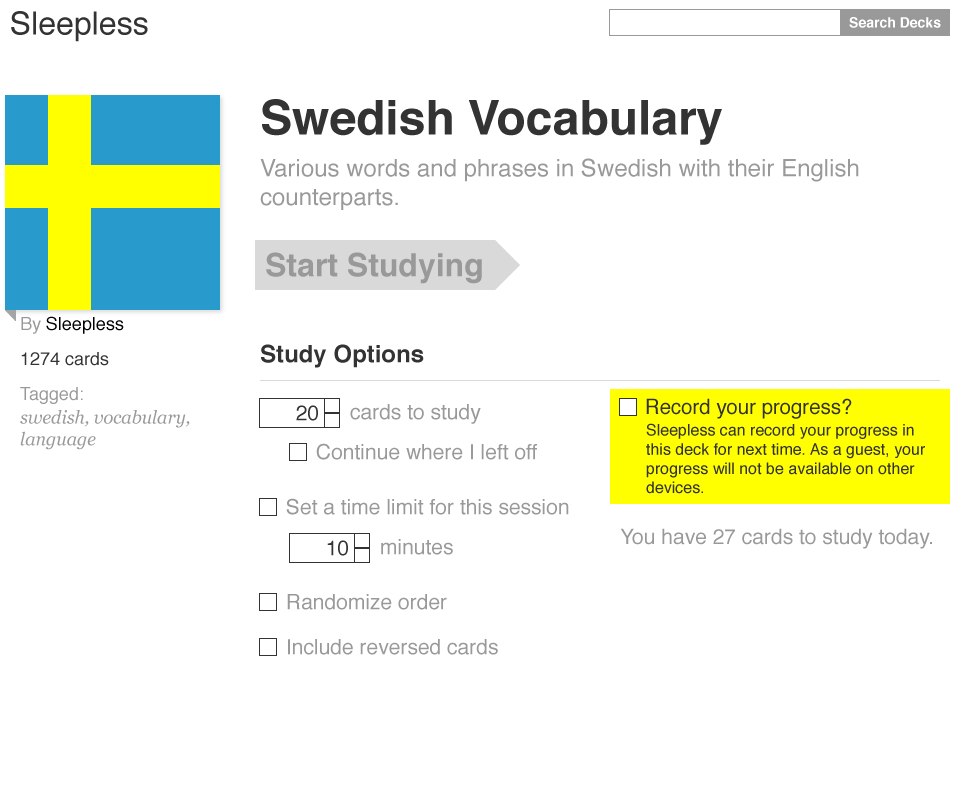 Sleepless
Search Decks
Swedish Vocabulary
Various words and phrases in Swedish with their English
counterparts.
Start Studying
By Sleepless
1274 cards
Tagged:
swedish, vocabulary,
language
Study Options
20 cards to study
Continue where I left off
Set a time limit for this session
10 minutes
Randomize order
Include reversed cards
Record your progress?
Sleepless can record your progress in
this deck for next time. As a guest, your
progress will not be available on other
devices.
You have 27 cards to study today.